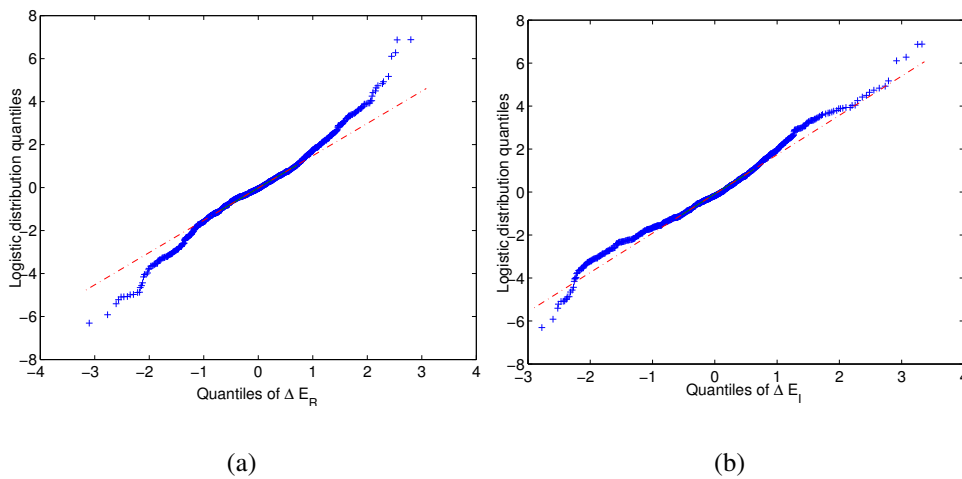 8
6
4
2
0
−2
−4
−6
−8
Logistic distribution quantiles
−4 −3 −2 −1 0 1 2 3 4
Quantiles of Δ E_R
(a)
8
6
4
2
0
−2
−4
−6
−8
Logistic distribution quantiles
−3 −2 −1 0 1 2 3 4
Quantiles of Δ E_I
(b)